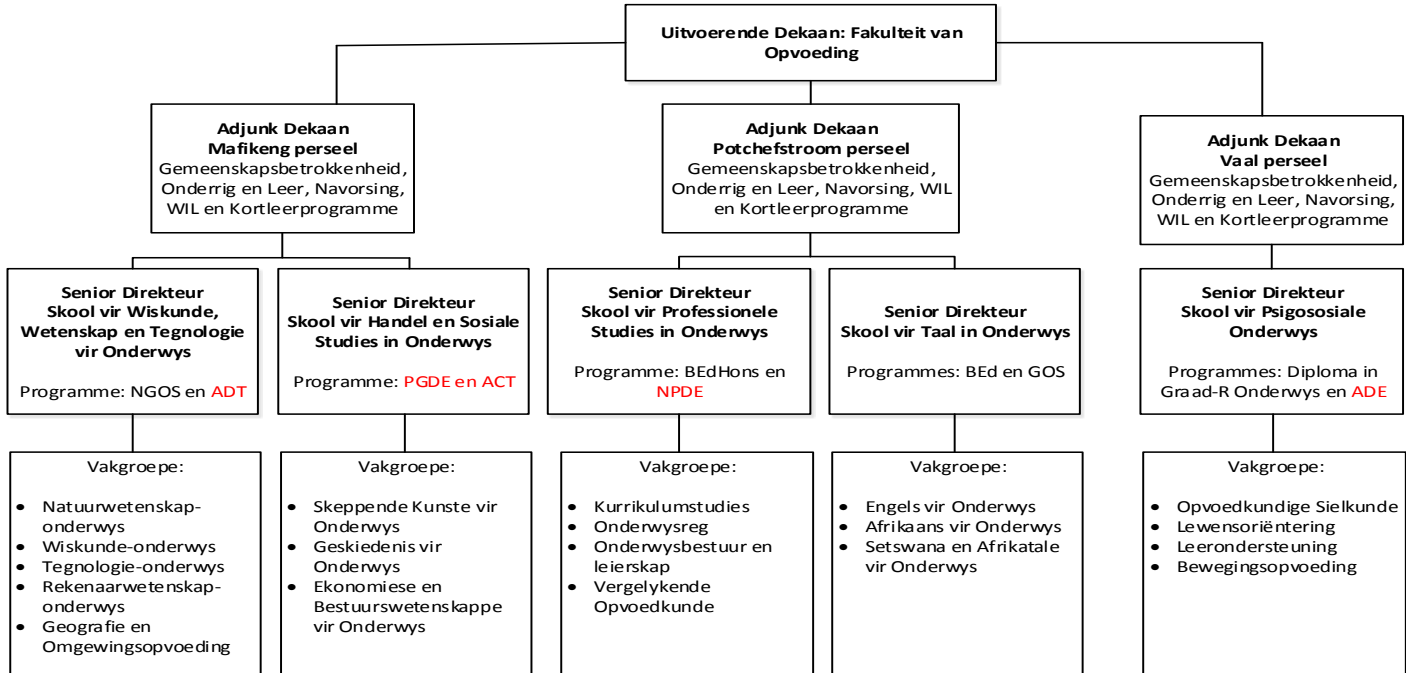 Uitvoerende Dekaan: Fakulteit van
Opvoeding
Adjunk Dekaan
Mafikeng perseel
Gemeenskapsbetrokkenheid,
Onderrig en Leer, Navorsing,
WIL en Kortleerprogramme
Adjunk Dekaan
Potchefstroom perseel
Gemeenskapsbetrokkenheid,
Onderrig en Leer, Navorsing, WIL
en Kortleerprogramme
Adjunk Dekaan
Vaal perseel
Gemeenskapsbetrokkenheid,
Onderrig en Leer, Navorsing,
WIL en Kortleerprogramme
Senior Direkteur
Skool vir Wiskunde,
Wetenskap en Tegnologie
vir Onderwys
Programme: NGOS en ADT
Senior Direkteur
Skool vir Handel en Sosiale
Studies in Onderwys
Programme: PGDE en ACT
Senior Direkteur
Skool vir Professionele
Studies in Onderwys
Programme: BEdHons en
NPDE
Senior Direkteur
Skool vir Taal in Onderwys
Programmes: BEd en GOS
Senior Direkteur
Skool vir Psigososiale
Onderwys
Programmes: Diploma in
Graad-R Onderwys en ADE
Vakgroepe:
• Natuurwetenskap-
onderwys
• Wiskunde-onderwys
• Tegnologie-onderwys
• Rekenaarwetenskap-
onderwys
• Geografie en
Omgewingsopvoeding
Vakgroepe:
• Skeppende Kunste vir
Onderwys
• Geskiedenis vir
Onderwys
• Ekonomiese en
Bestuurswetenskappe
vir Onderwys
Vakgroepe:
• Kurrikulumstudies
• Onderwysreg
• Onderwysbestuur en
leierskap
• Vergelykende
Opvoedkunde
Vakgroepe:
• Engels vir Onderwys
• Afrikaans vir Onderwys
• Setswana en Afrikatale
vir Onderwys
Vakgroepe:
• Opvoedkundige Sielkunde
• Lewensoriëntering
• Leerondersteuning
• Bewegingsopvoeding